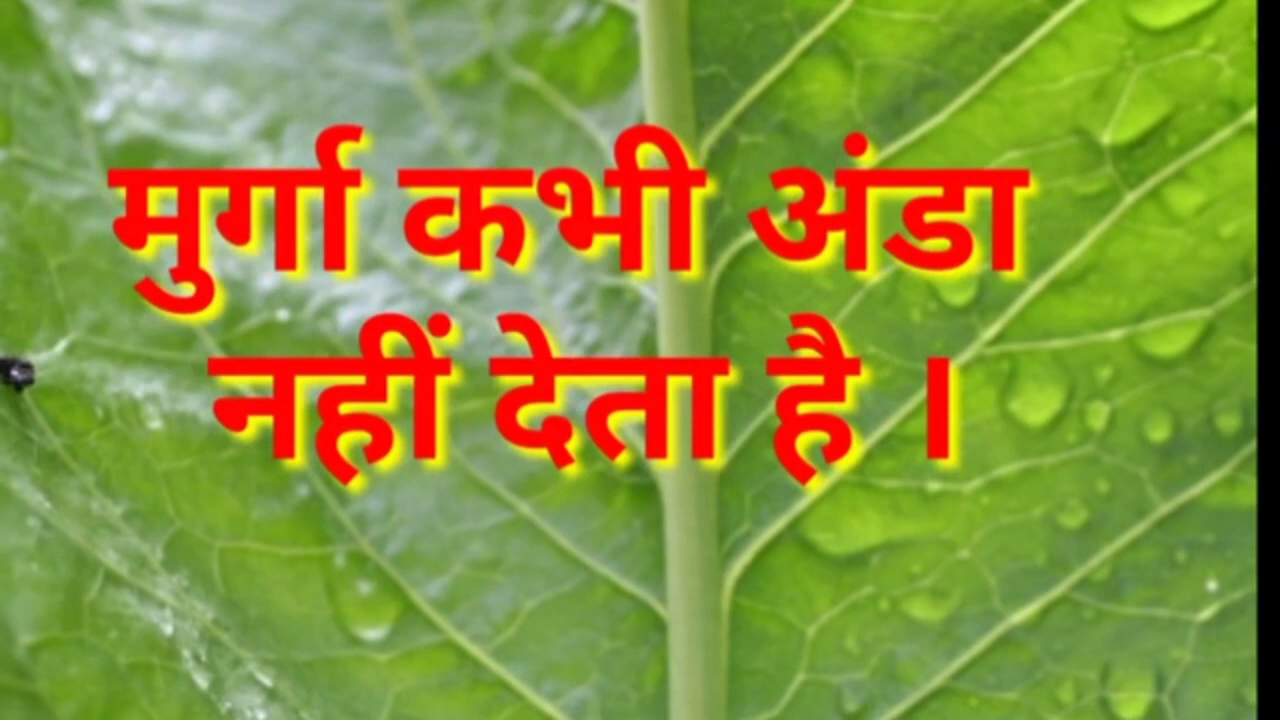 मुर्गा कभी अंडा
नहीं देता है ।